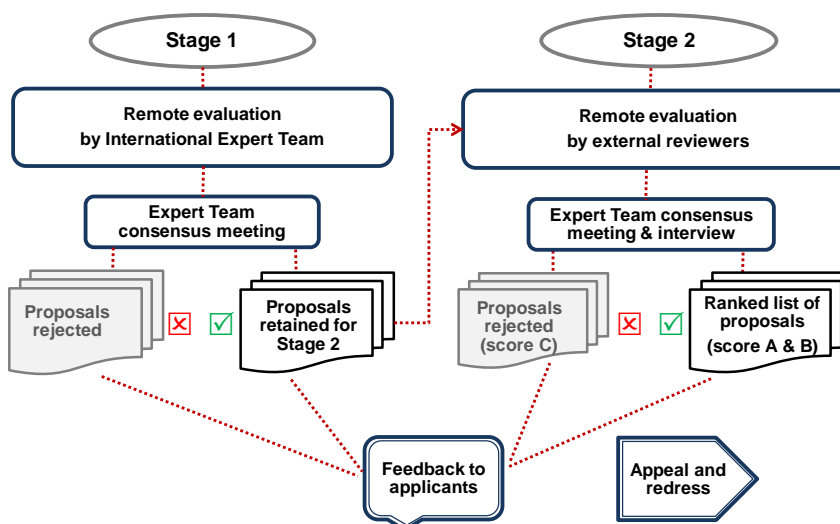 Stage 1
Stage 2
Remote evaluation
by International Expert Team
Remote evaluation
by external reviewers
Expert Team
consensus meeting
Expert Team consensus
meeting & interview
Proposals
rejected
Proposals
retained for
Stage 2
Proposals
rejected
(score C)
Ranked list of
proposals
(score A & B)
Feedback to
applicants
Appeal and
redress